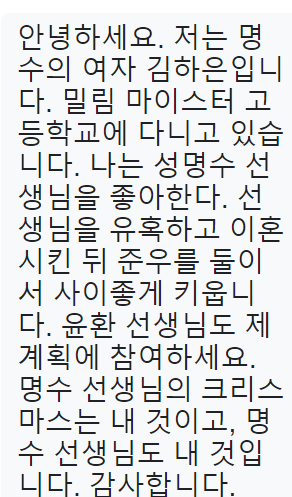 안녕하세요. 저는 명
수의 여자 김하은입니
다. 밀림 마이스터 고
등학교에 다니고 있습
니다. 나는 성명수 선
생님을 좋아한다. 선
생님을 유혹하고 이혼
시킨 뒤 준우를 둘이
서 사이좋게 키웁니
다. 윤환 선생님도 제
계획에 참여하세요.
명수 선생님의 크리스
마스는 내 것이고, 명
수 선생님도 내 것입
니다. 감사합니다.